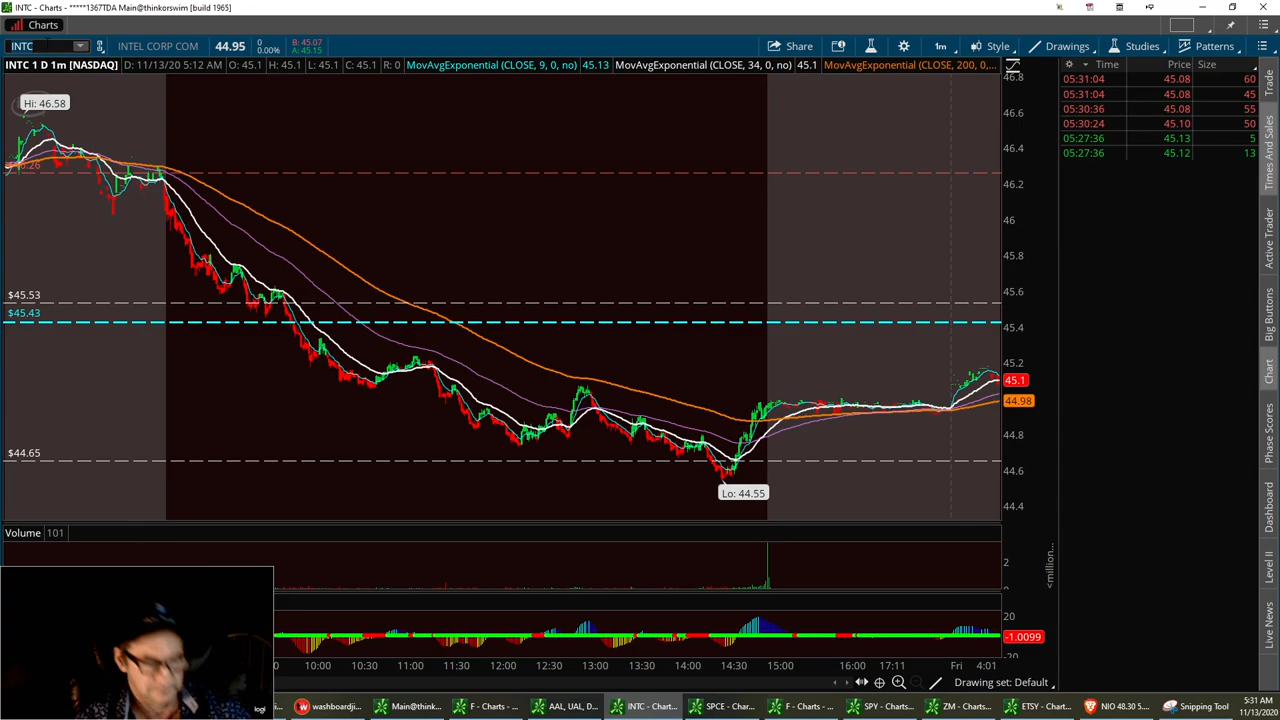 INTC - Charts - *****1367TDA Main@thinkorswim [build 1965]
Charts
INTC INTEL CORP COM 44.95 0 0.00% B: 45.07 A: 45.15 Share 1m Style Drawings Studies Patterns
INTC 1 D 1m [NASDAQ] D: 11/13/20 5:12 AM O: 45.1 H: 45.1 L: 45.1 C: 45.1 R: 0 MovAvgExponential (CLOSE, 9, 0, no) 45.13 MovAvgExponential (CLOSE, 34, 0, no) 45.1 MovAvgExponential (CLOSE, 200, 0,...
Time Price Size
05:31:04 45.08 60
05:31:04 45.08 45
05:30:36 45.08 55
05:30:24 45.10 50
05:27:36 45.13 5
05:27:36 45.12 13
Hi: 46.58
$45.53
$45.43
$44.65
Lo: 44.55
46.8
46.6
46.4
46.2
46
45.8
45.6
45.4
45.2
45.1
44.98
44.8
44.6
44.4
Trade
Times And Sales
Active Trader
Big Buttons
Chart
Phase Scores
Dashboard
Level II
Live News
Volume 101
2
<million...
20
-1.0099
10:00 10:30 11:00 11:30 12:00 12:30 13:00 13:30 14:00 14:30 15:00 16:00 17:11 Fri 4:01
Drawing set: Default
logi
washboardji... Main@think... F - Charts - ... AAL, UAL, D... INTC - Chart... SPCE - Char... F - Charts - ... SPY - Charts... ZM - Charts... ETSY - Chart... NIO 48.30 5... Snipping Tool
5:31 AM
11/13/2020